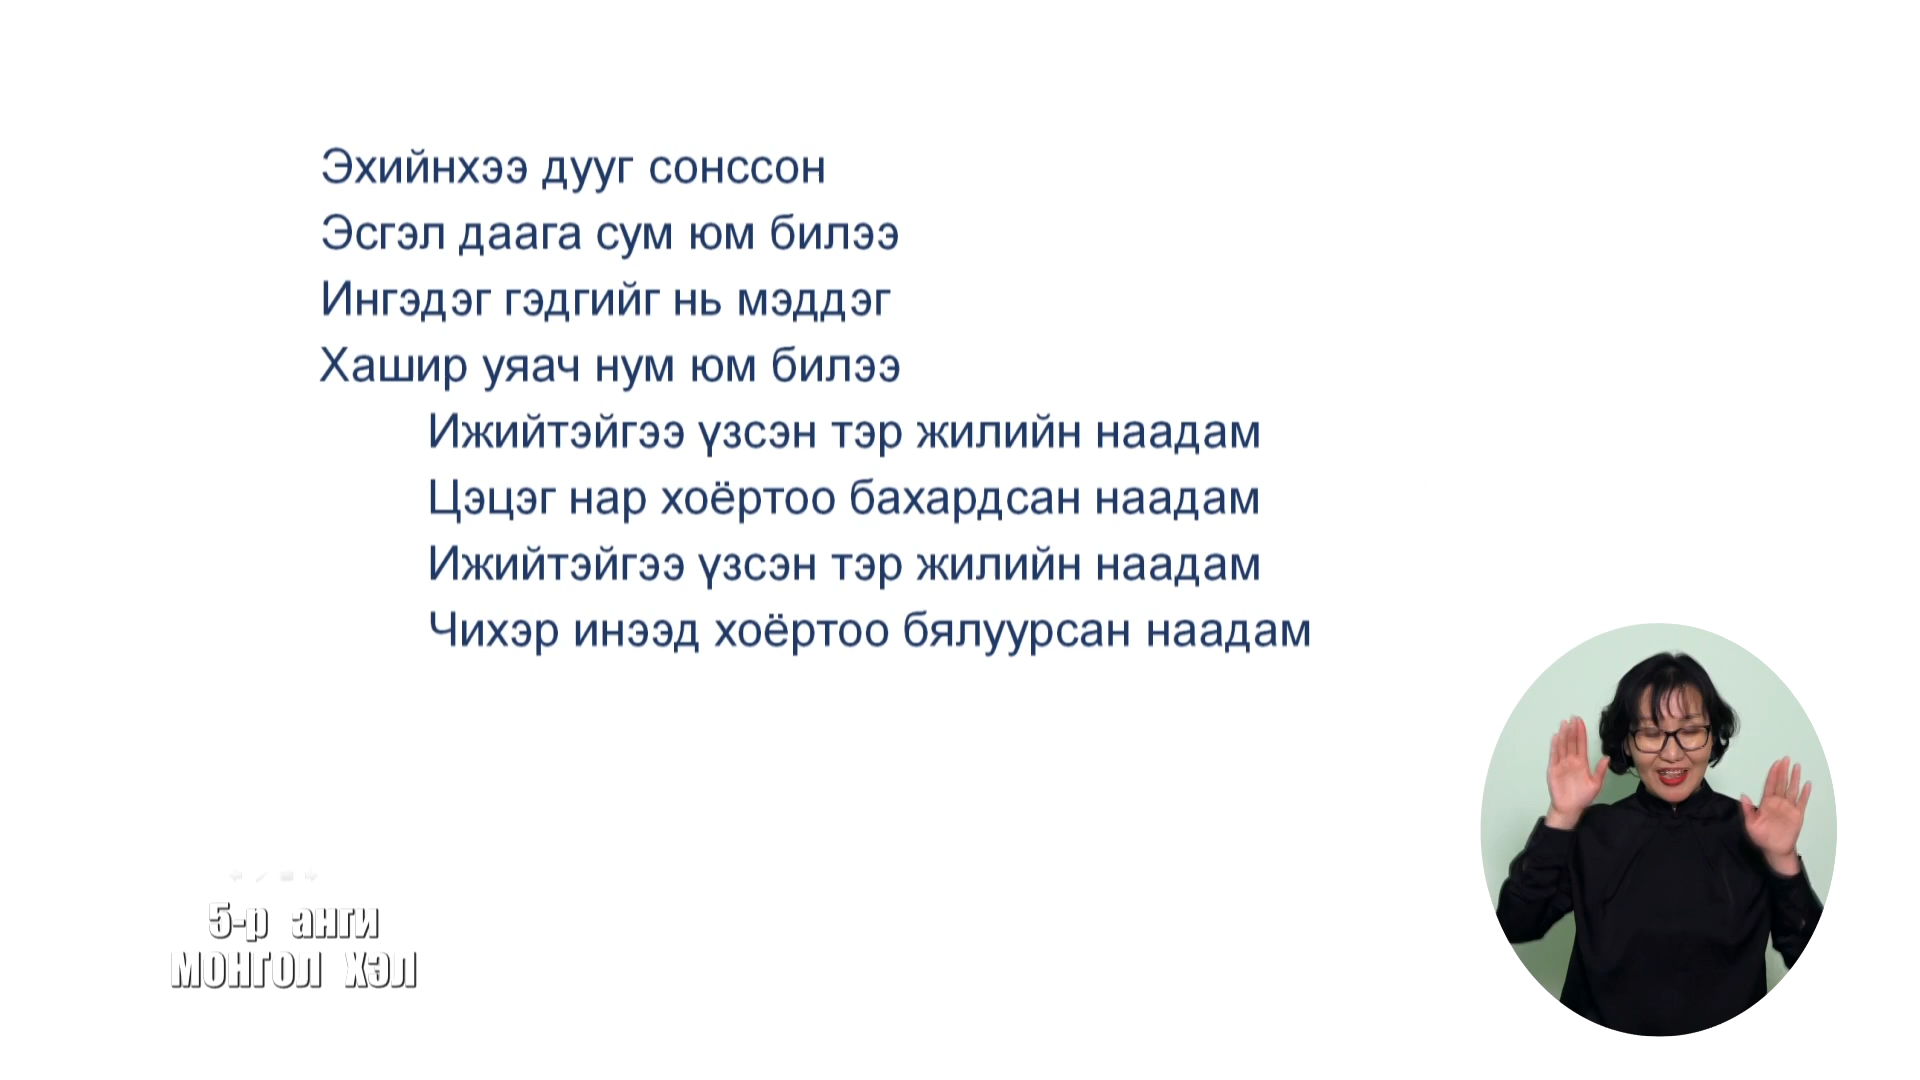 Эхийнхээ дууг сонссон
Эсгэл даага сум юм билээ
Ингэдэг гэдгийг нь мэддэг
Хашир уяач нум юм билээ
Ижийтэйгээ үзсэн тэр жилийн наадам
Цэцэг нар хоёртоо бахардсан наадам
Ижийтэйгээ үзсэн тэр жилийн наадам
Чихэр инээд хоёртоо бялуурсан наадам
5-р анги
МОНГОЛ ХЭЛ